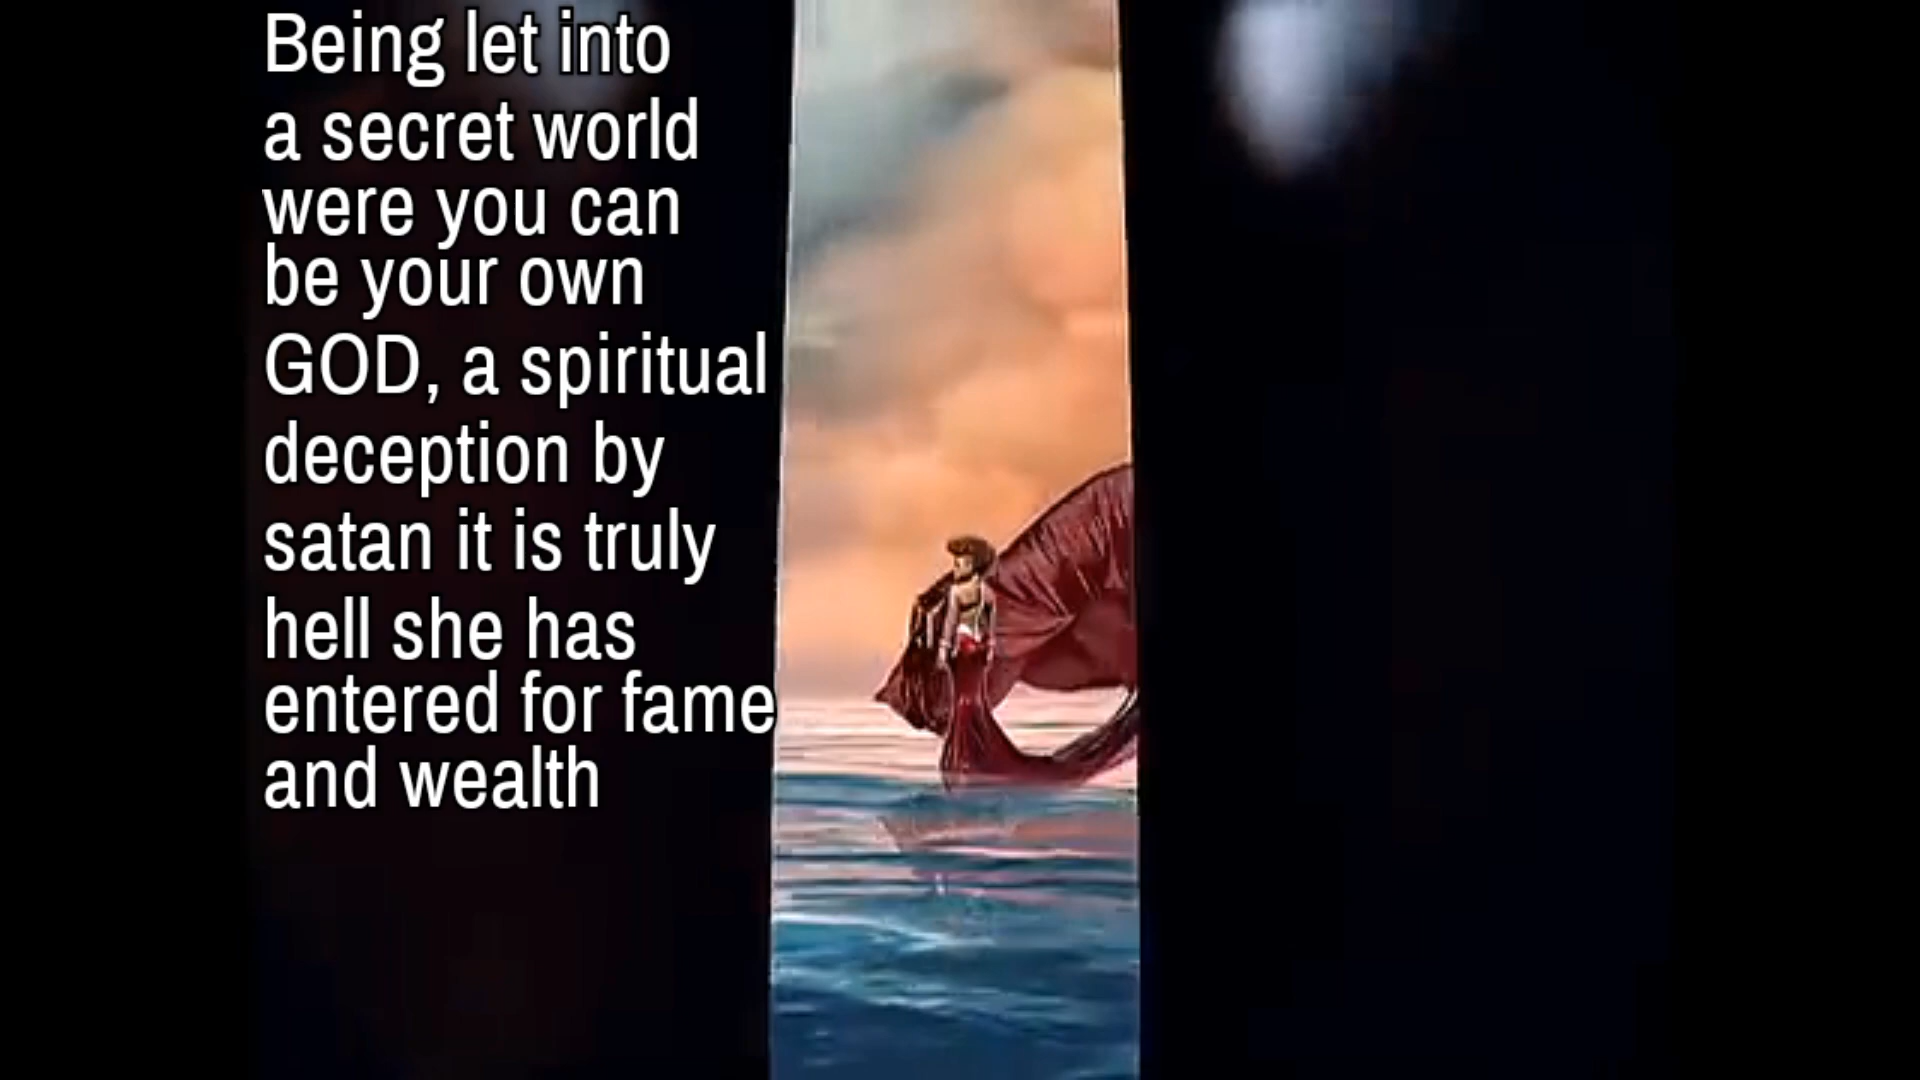 Being let into
a secret world
were you can
be your own
GOD, a spiritual
deception by
satan it is truly
hell she has
entered for fame
and wealth